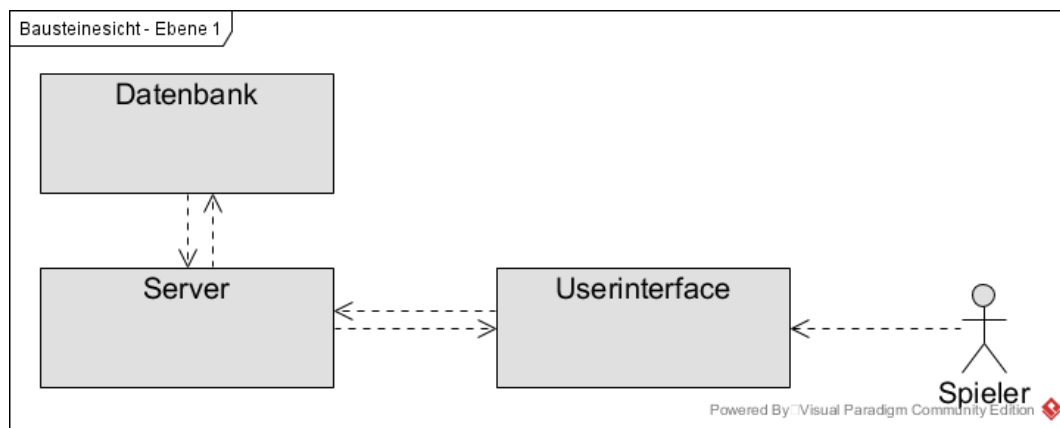 Bausteinesicht - Ebene 1
Datenbank
Server
Userinterface
Spieler
Powered By Visual Paradigm Community Edition